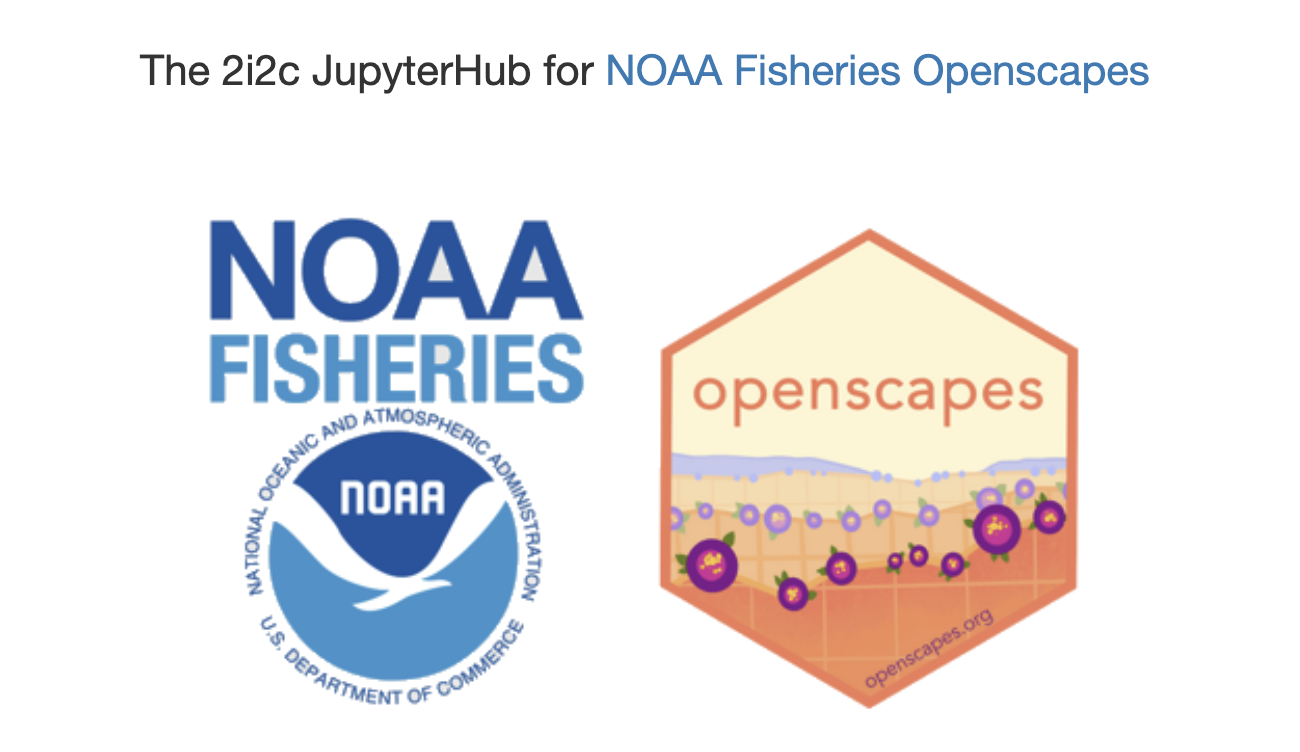 The 2i2c JupyterHub for NOAA Fisheries Openscapes
NOAA
FISHERIES
NATIONAL OCEANIC AND ATMOSPHERIC ADMINISTRATION
NOAA
U.S. DEPARTMENT OF COMMERCE
openscapes
openscapes.org